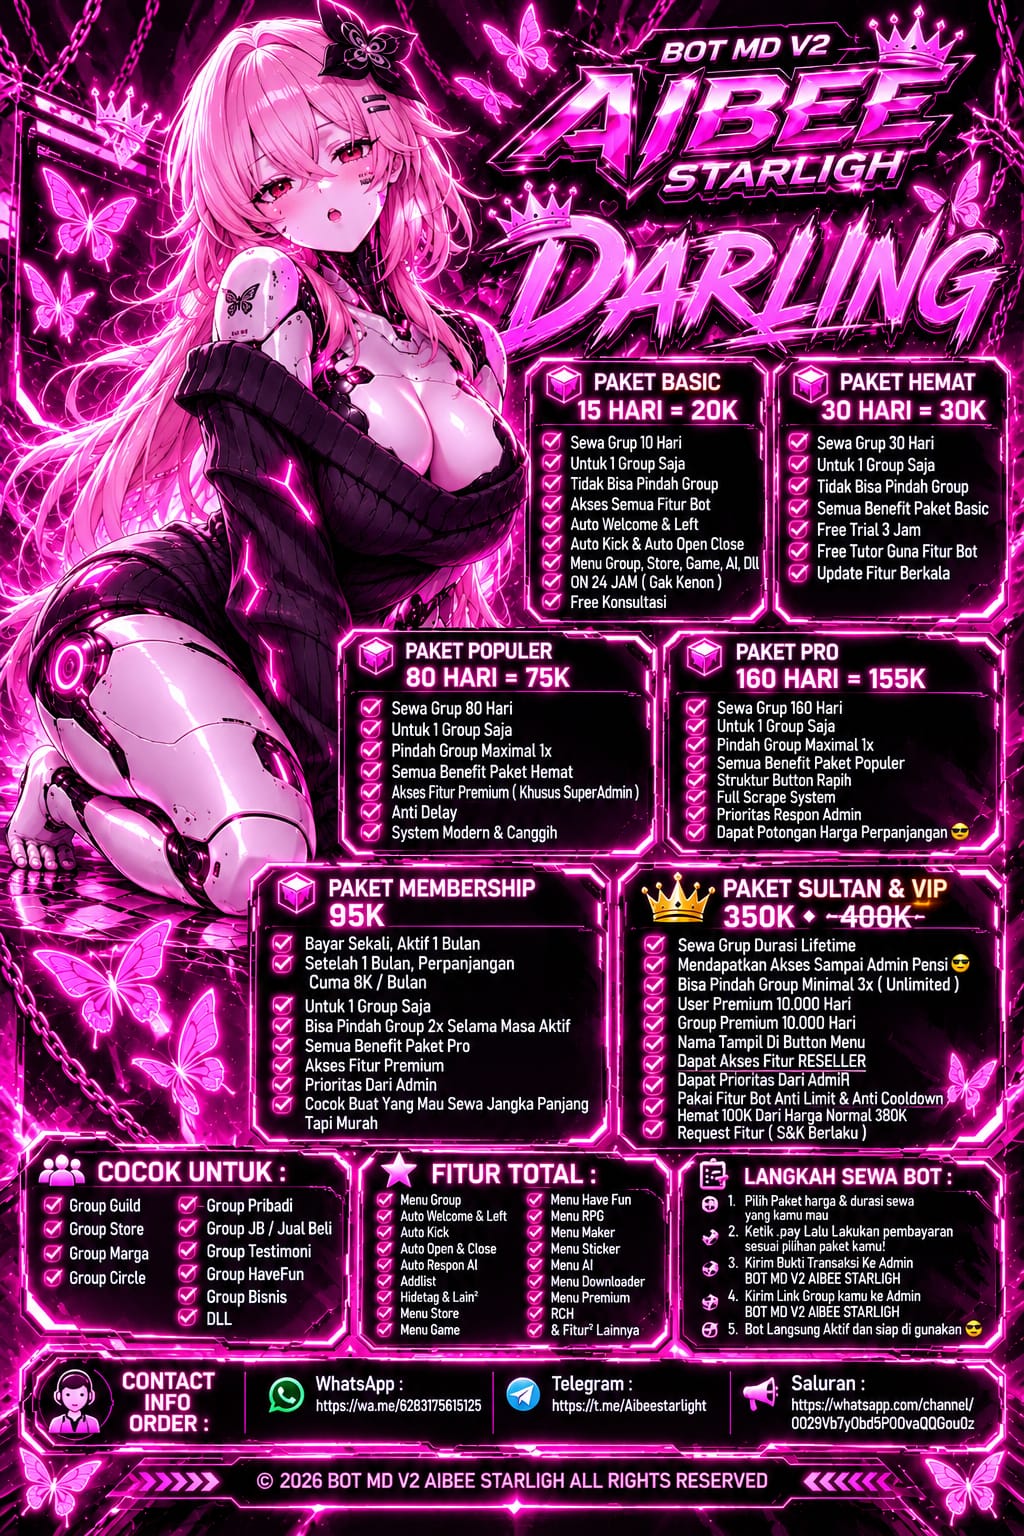 BOT MD V2
AIBEE
STARLIGH
DARLING
PAKET BASIC
15 HARI = 20K
Sewa Grup 10 Hari
Untuk 1 Group Saja
Tidak Bisa Pindah Group
Akses Semua Fitur Bot
Auto Welcome & Left
Auto Kick & Auto Open Close
Menu Group, Store, Game, AI, Dll
ON 24 JAM ( Gak Kenon )
Free Konsultasi
PAKET HEMAT
30 HARI = 30K
Sewa Grup 30 Hari
Untuk 1 Group Saja
Tidak Bisa Pindah Group
Semua Benefit Paket Basic
Free Trial 3 Jam
Free Tutor Guna Fitur Bot
Update Fitur Berkala
PAKET POPULER
80 HARI = 75K
Sewa Grup 80 Hari
Untuk 1 Group Saja
Pindah Group Maximal 1x
Semua Benefit Paket Hemat
Akses Fitur Premium ( Khusus SuperAdmin )
Anti Delay
System Modern & Canggih
PAKET PRO
160 HARI = 155K
Sewa Grup 160 Hari
Untuk 1 Group Saja
Pindah Group Maximal 1x
Semua Benefit Paket Populer
Struktur Button Rapih
Full Scrape System
Prioritas Respon Admin
Dapat Potongan Harga Perpanjangan 😎
PAKET MEMBERSHIP
95K
Bayar Sekali, Aktif 1 Bulan
Setelah 1 Bulan, Perpanjangan
Cuma 8K / Bulan
Untuk 1 Group Saja
Bisa Pindah Group 2x Selama Masa Aktif
Semua Benefit Paket Pro
Akses Fitur Premium
Prioritas Dari Admin
Cocok Buat Yang Mau Sewa Jangka Panjang
Tapi Murah
PAKET SULTAN & VIP
350K ♦ ~400K~
Sewa Grup Durasi Lifetime
Mendapatkan Akses Sampai Admin Pensi 😎
Bisa Pindah Group Minimal 3x ( Unlimited )
User Premium 10.000 Hari
Group Premium 10.000 Hari
Nama Tampil Di Button Menu
Dapat Akses Fitur RESELLER
Dapat Prioritas Dari AdmiR
Pakai Fitur Bot Anti Limit & Anti Cooldown
Hemat 100K Dari Harga Normal 380K
Request Fitur ( S&K Berlaku )
COCOK UNTUK :
Group Guild
Group Store
Group Marga
Group Circle
Group Pribadi
Group JB / Jual Beli
Group Testimoni
Group HaveFun
Group Bisnis
DLL
FITUR TOTAL :
Menu Group
Auto Welcome & Left
Auto Kick
Auto Open & Close
Auto Respon AI
Addlist
Hidetag & Lain²
Menu Store
Menu Game
Menu Have Fun
Menu RPG
Menu Maker
Menu Sticker
Menu AI
Menu Downloader
Menu Premium
RCH
& Fitur² Lainnya
LANGKAH SEWA BOT :
1. Pilih Paket harga & durasi sewa
yang kamu mau
2. Ketik .pay Lalu Lakukan pembayaran
sesuai pilihan paket kamu!
3. Kirim Bukti Transaksi Ke Admin
BOT MD V2 AIBEE STARLIGH
4. Kirim Link Group kamu ke Admin
BOT MD V2 AIBEE STARLIGH
5. Bot Langsung Aktif dan siap di gunakan 😎
CONTACT
INFO
ORDER :
WhatsApp :
https://wa.me/6283175615125
Telegram :
https://t.me/Aibeestarlight
Saluran :
https://whatsapp.com/channel/
0029Vb7yObd5POOvaQQGou0z
© 2026 BOT MD V2 AIBEE STARLIGH ALL RIGHTS RESERVED